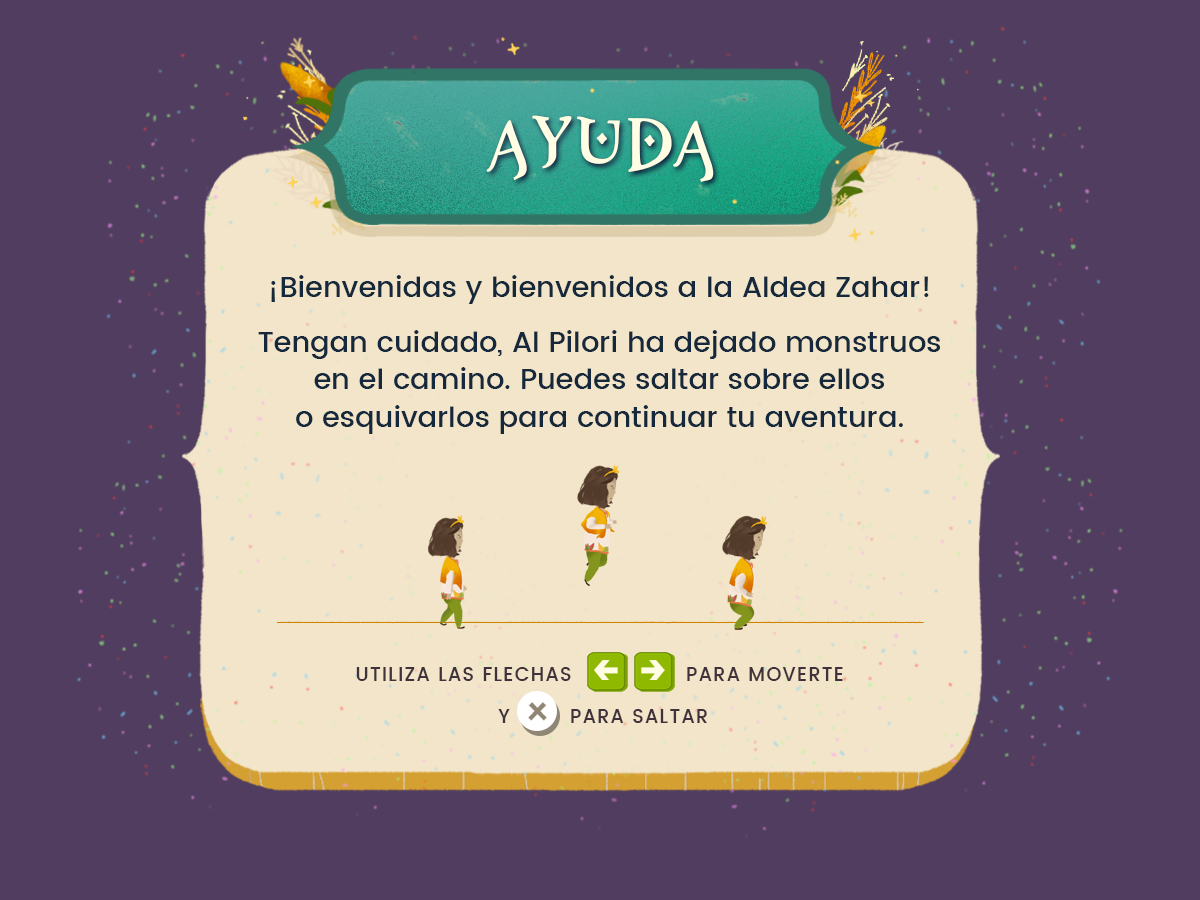 AYUDA
¡Bienvenidas y bienvenidos a la Aldea Zahar!
Tengan cuidado, Al Pilori ha dejado monstruos
en el camino. Puedes saltar sobre ellos
o esquivarlos para continuar tu aventura.
UTILIZA LAS FLECHAS ← → PARA MOVERTE
Y × PARA SALTAR